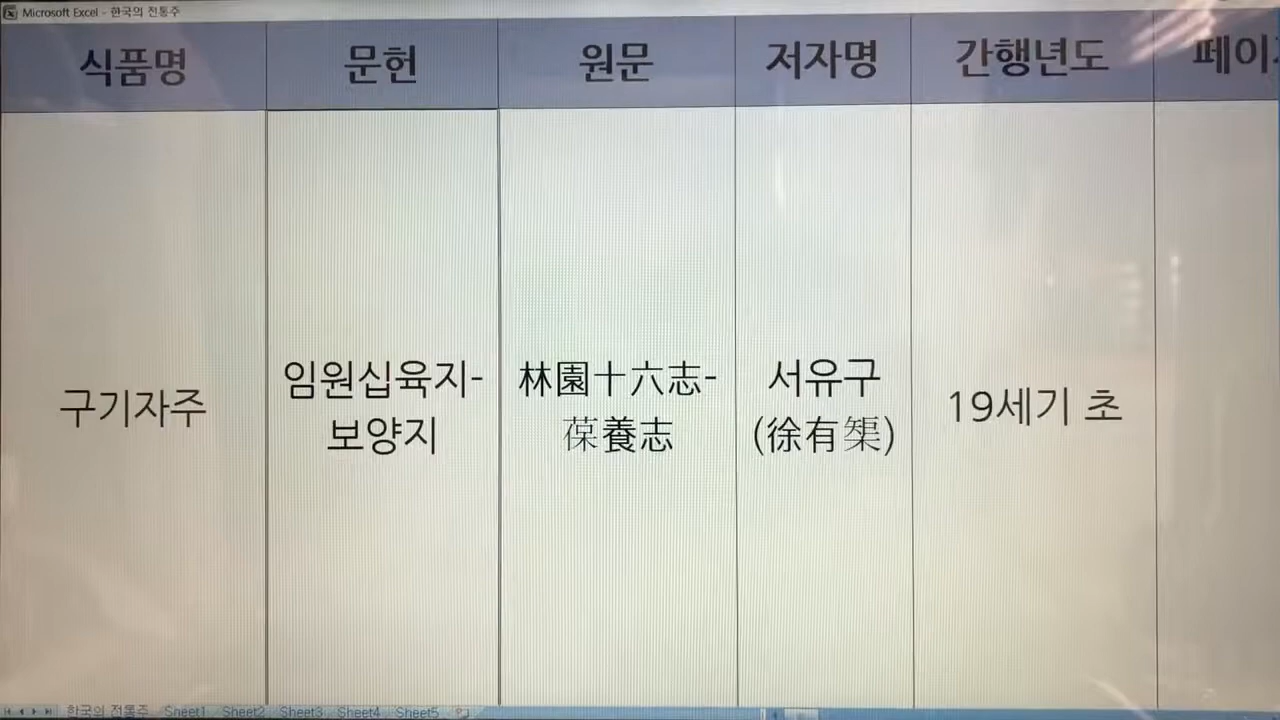 Microsoft Excel - 한국의 전통주
식품명 문헌 원문 저자명 간행년도 페이
구기자주 임원십육지- 林園十六志- 서유구 19세기 초
보양지 葆養志 (徐有榘)
한국의 전통주 Sheet1 Sheet2 Sheet3 Sheet4 Sheet5